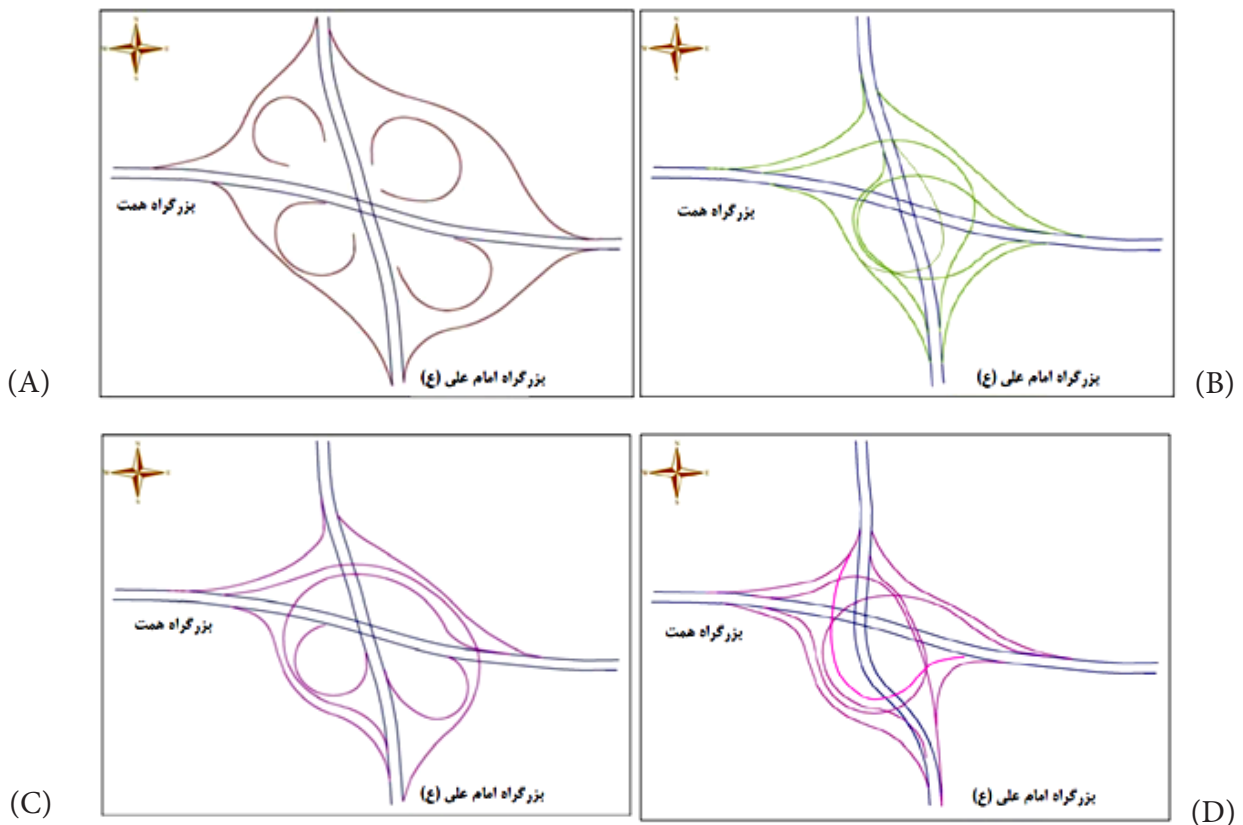 بزرگراه همت
بزرگراه امام علی (ع)
(A)
بزرگراه همت
بزرگراه امام علی (ع)
(B)
بزرگراه همت
بزرگراه امام علی (ع)
(C)
بزرگراه همت
بزرگراه امام علی (ع)
(D)